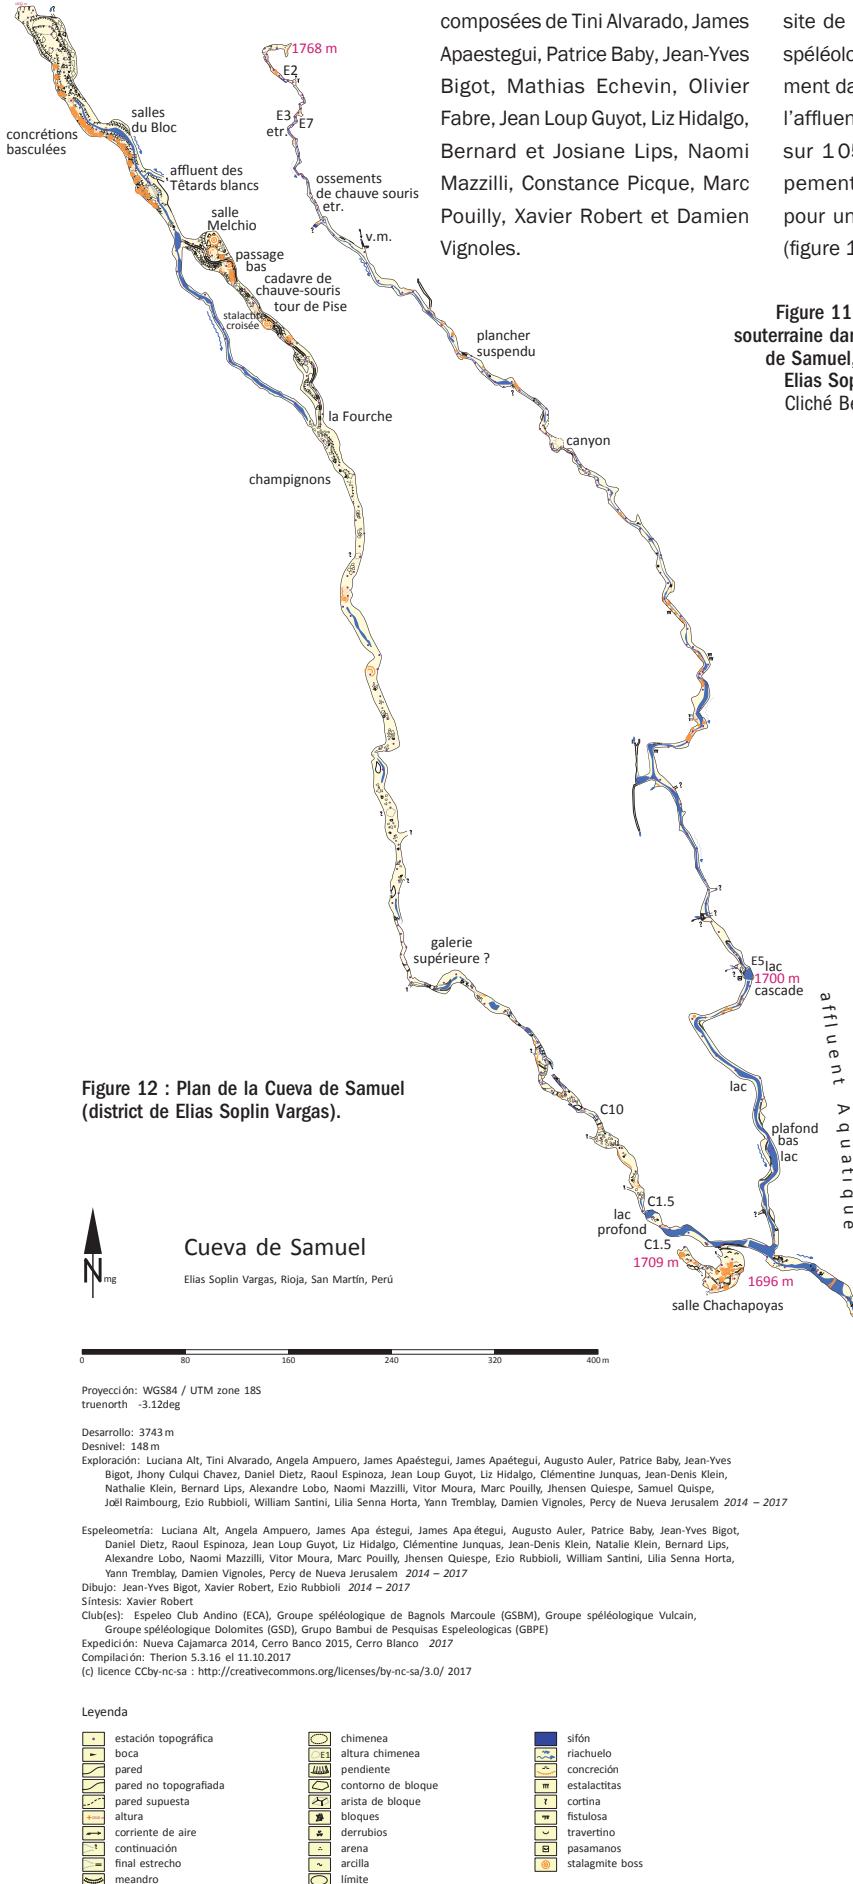 composées de Tini Alvarado, James
Apaestegui, Patrice Baby, Jean-Yves
Bigot, Mathias Echevin, Olivier
Fabre, Jean Loup Guyot, Liz Hidalgo,
Bernard et Josiane Lips, Naomi
Mazzilli, Constance Picque, Marc
Pouilly, Xavier Robert et Damien
Vignoles.
site de
spéléolo
ment da
l'affluen
sur 1 05
pement
pour un
(figure 1
Figure 11
souterraine dan
de Samuel,
Elias Sop
Cliché Be
1768 m
E2
E3
E7
etr.
ossements
de chauve souris
etr.
v.m.
plancher
suspendu
canyon
salles
du Bloc
concrétions
basculées
affluent des
Têtards blancs
salle
Melchio
passage
bas
cadavre de
chauve-souris
tour de Pise
stalactite
croisée
la Fourche
champignons
galerie
supérieure ?
E5
lac
1700 m
cascade
affluent Aquatique
lac
plafond
bas
lac
C10
C1.5
lac
profond
C1.5
1709 m
1696 m
salle Chachapoyas
Figure 12 : Plan de la Cueva de Samuel
(district de Elias Soplin Vargas).
N mg
Cueva de Samuel
Elias Soplin Vargas, Rioja, San Martín, Perú
0 80 160 240 320 400 m
Proyección: WGS84 / UTM zone 18S
truenorth -3.12deg
Desarrollo: 3743 m
Desnivel: 148 m
Exploración: Luciana Alt, Tini Alvarado, Angela Ampuero, James Apaéstegui, James Apaétegui, Augusto Auler, Patrice Baby, Jean-Yves
Bigot, Jhony Culqui Chavez, Daniel Dietz, Raoul Espinoza, Jean Loup Guyot, Liz Hidalgo, Clémentine Junquas, Jean-Denis Klein,
Nathalie Klein, Bernard Lips, Alexandre Lobo, Naomi Mazzilli, Vitor Moura, Marc Pouilly, Jhensen Quiespe, Samuel Quispe,
Joël Raimbourg, Ezio Rubbioli, William Santini, Lilia Senna Horta, Yann Tremblay, Damien Vignoles, Percy de Nueva Jerusalem 2014 – 2017
Espeleometría: Luciana Alt, Angela Ampuero, James Apa éstegui, James Apa étegui, Augusto Auler, Patrice Baby, Jean-Yves Bigot,
Daniel Dietz, Raoul Espinoza, Jean Loup Guyot, Liz Hidalgo, Clémentine Junquas, Jean-Denis Klein, Natalie Klein, Bernard Lips,
Alexandre Lobo, Naomi Mazzilli, Vitor Moura, Marc Pouilly, Jhensen Quiespe, Ezio Rubbioli, William Santini, Lilia Senna Horta,
Yann Tremblay, Damien Vignoles, Percy de Nueva Jerusalem 2014 – 2017
Dibujo: Jean-Yves Bigot, Xavier Robert, Ezio Rubbioli 2014 – 2017
Síntesis: Xavier Robert
Club(es): Espeleo Club Andino (ECA), Groupe spéléologique de Bagnols Marcoule (GSBM), Groupe spéléologique Vulcain,
Groupe spéléologique Dolomites (GSD), Grupo Bambui de Pesquisas Espeleologicas (GBPE)
Expedición: Nueva Cajamarca 2014, Cerro Banco 2015, Cerro Blanco 2017
Compilación: Therion 5.3.16 el 11.10.2017
(c) licence CCby-nc-sa : http://creativecommons.org/licenses/by-nc-sa/3.0/ 2017
Leyenda
estación topográfica
boca
pared
pared no topografiada
pared supuesta
altura
corriente de aire
continuación
final estrecho
meandro
chimenea
E1 altura chimenea
pendiente
contorno de bloque
arista de bloque
bloques
derrubios
arena
arcilla
límite
sifón
riachuelo
concreción
estalactitas
cortina
fistulosa
travertino
pasamanos
stalagmite boss